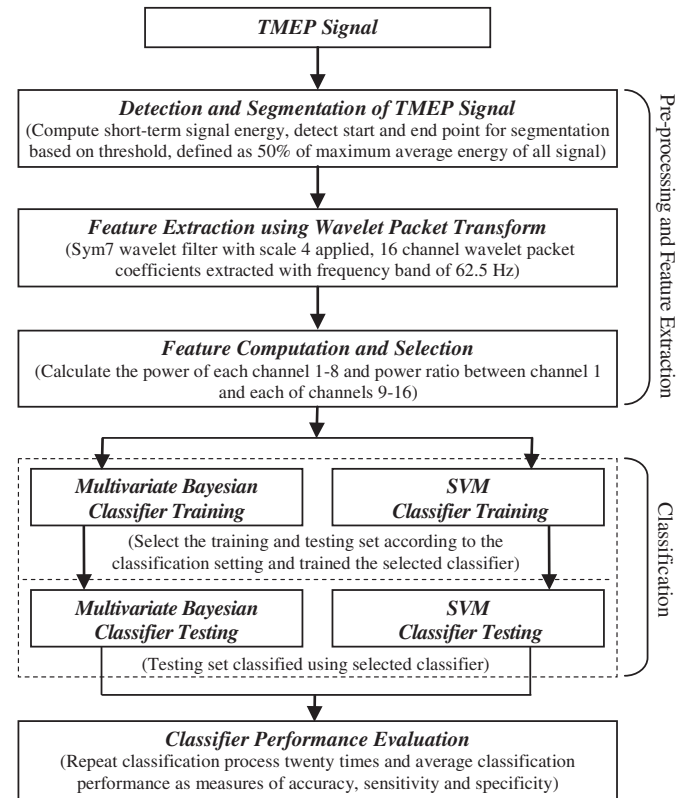 TMEP Signal
Detection and Segmentation of TMEP Signal
(Compute short-term signal energy, detect start and end point for segmentation
based on threshold, defined as 50% of maximum average energy of all signal)
Feature Extraction using Wavelet Packet Transform
(Sym7 wavelet filter with scale 4 applied, 16 channel wavelet packet
coefficients extracted with frequency band of 62.5 Hz)
Feature Computation and Selection
(Calculate the power of each channel 1-8 and power ratio between channel 1
and each of channels 9-16)
Pre-processing and Feature Extraction
Multivariate Bayesian
Classifier Training
SVM
Classifier Training
(Select the training and testing set according to the
classification setting and trained the selected classifier)
Multivariate Bayesian
Classifier Testing
SVM
Classifier Testing
(Testing set classified using selected classifier)
Classification
Classifier Performance Evaluation
(Repeat classification process twenty times and average classification
performance as measures of accuracy, sensitivity and specificity)